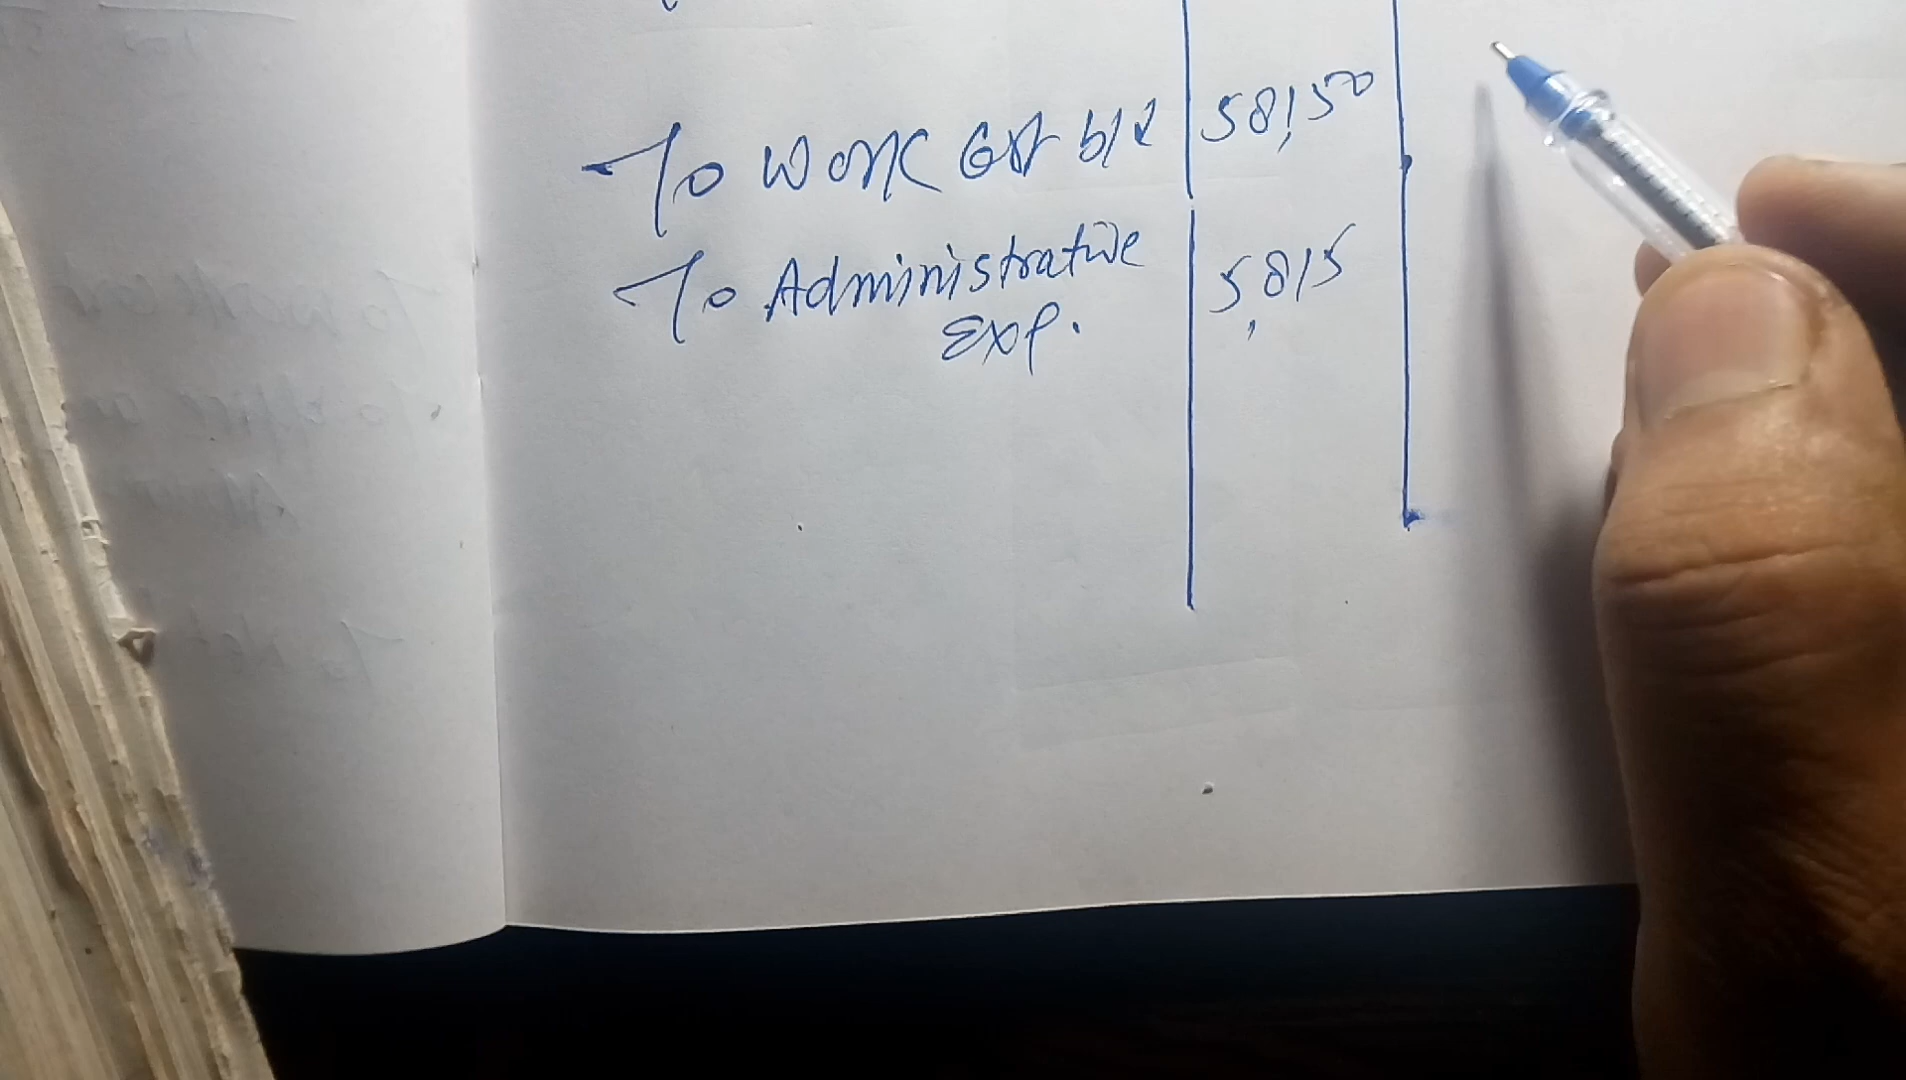 To Work Cost b/d 58,150
To Administrative 5,815
Exp.